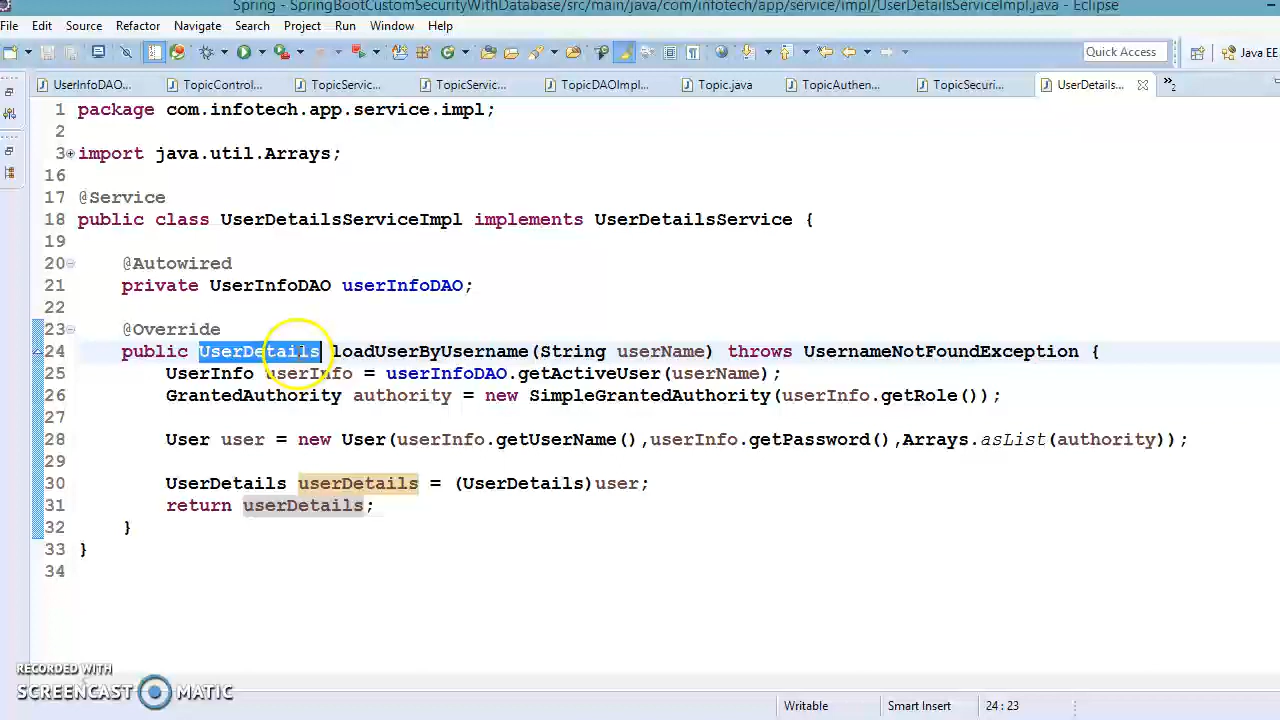 Spring - SpringBootCustomSecurityWithDatabase/src/main/java/com/infotech/app/service/impl/UserDetailsServiceImpl.java - Eclipse
File Edit Source Refactor Navigate Search Project Run Window Help
Quick Access Java EE
UserInfoDAO... TopicControl... TopicServic... TopicServic... TopicDAOImpl... Topic.java TopicAuthen... TopicSecuri... UserDetails... »2
1 package com.infotech.app.service.impl;
2
3 import java.util.Arrays;
16
17 @Service
18 public class UserDetailsServiceImpl implements UserDetailsService {
19
20 @Autowired
21 private UserInfoDAO userInfoDAO;
22
23 @Override
24 public UserDetails loadUserByUsername(String userName) throws UsernameNotFoundException {
25 UserInfo userInfo = userInfoDAO.getActiveUser(userName);
26 GrantedAuthority authority = new SimpleGrantedAuthority(userInfo.getRole());
27
28 User user = new User(userInfo.getUserName(),userInfo.getPassword(),Arrays.asList(authority));
29
30 UserDetails userDetails = (UserDetails)user;
31 return userDetails;
32 }
33 }
34
RECORDED WITH
SCREENCAST MATIC
Writable Smart Insert 24 : 23